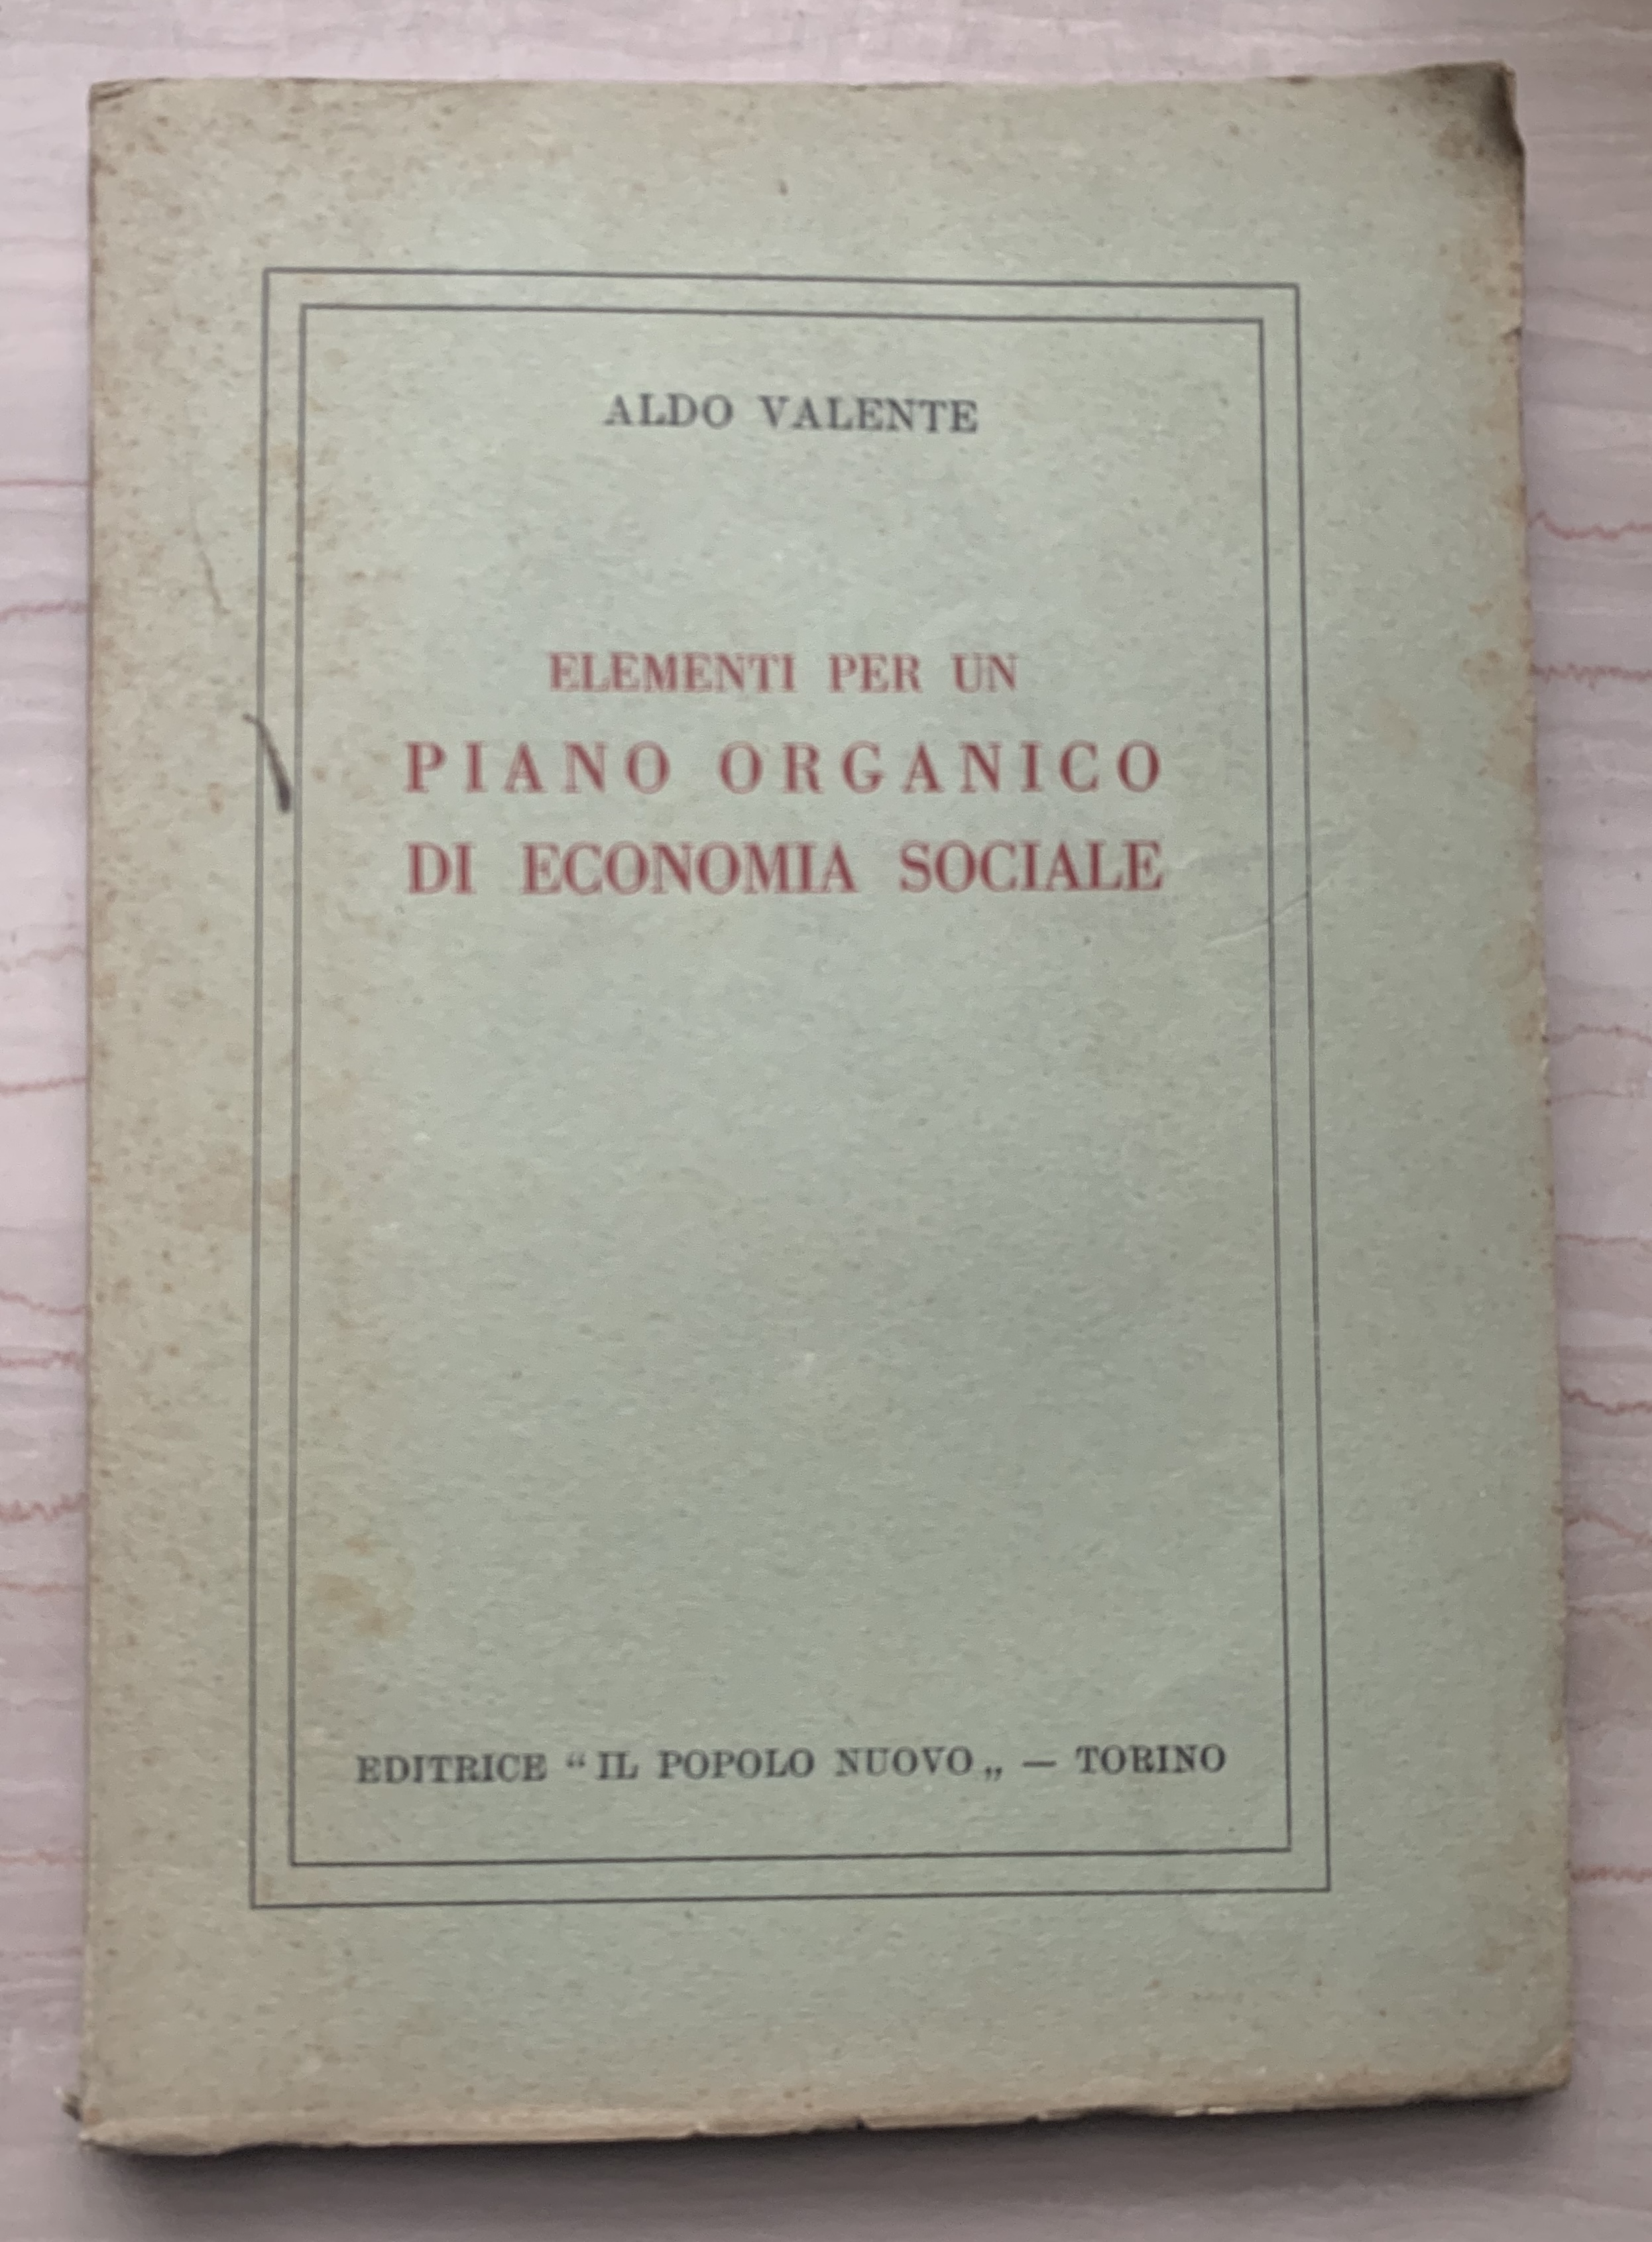 ALDO VALENTE
ELEMENTI PER UN
PIANO ORGANICO
DI ECONOMIA SOCIALE
EDITRICE “ IL POPOLO NUOVO „ — TORINO